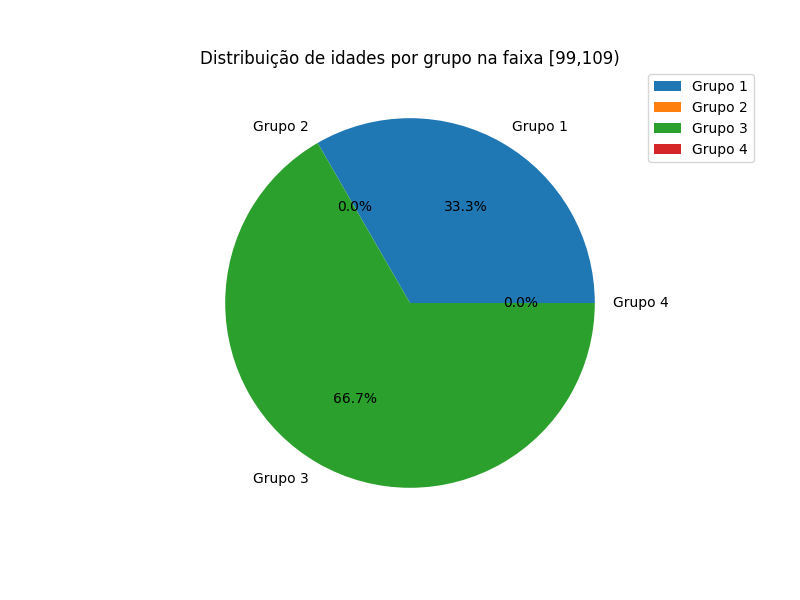 Distribuição de idades por grupo na faixa [99,109)
Grupo 1
Grupo 2
Grupo 3
Grupo 4
Grupo 2
Grupo 1
0.0%
33.3%
0.0%
Grupo 4
66.7%
Grupo 3